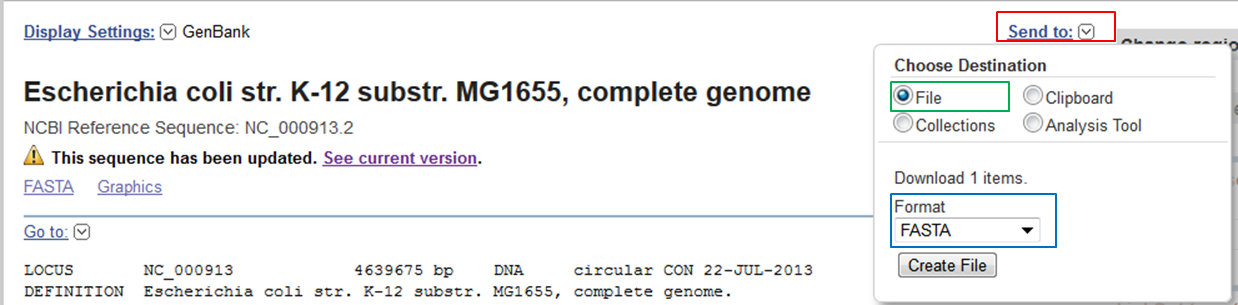 Display Settings: GenBank
Send to:
Escherichia coli str. K-12 substr. MG1655, complete genome
NCBI Reference Sequence: NC_000913.2
This sequence has been updated. See current version.
FASTA Graphics
Go to:
LOCUS NC_000913 4639675 bp DNA circular CON 22-JUL-2013
DEFINITION Escherichia coli str. K-12 substr. MG1655, complete genome.
Choose Destination
File Clipboard
Collections Analysis Tool
Download 1 items.
Format
FASTA
Create File